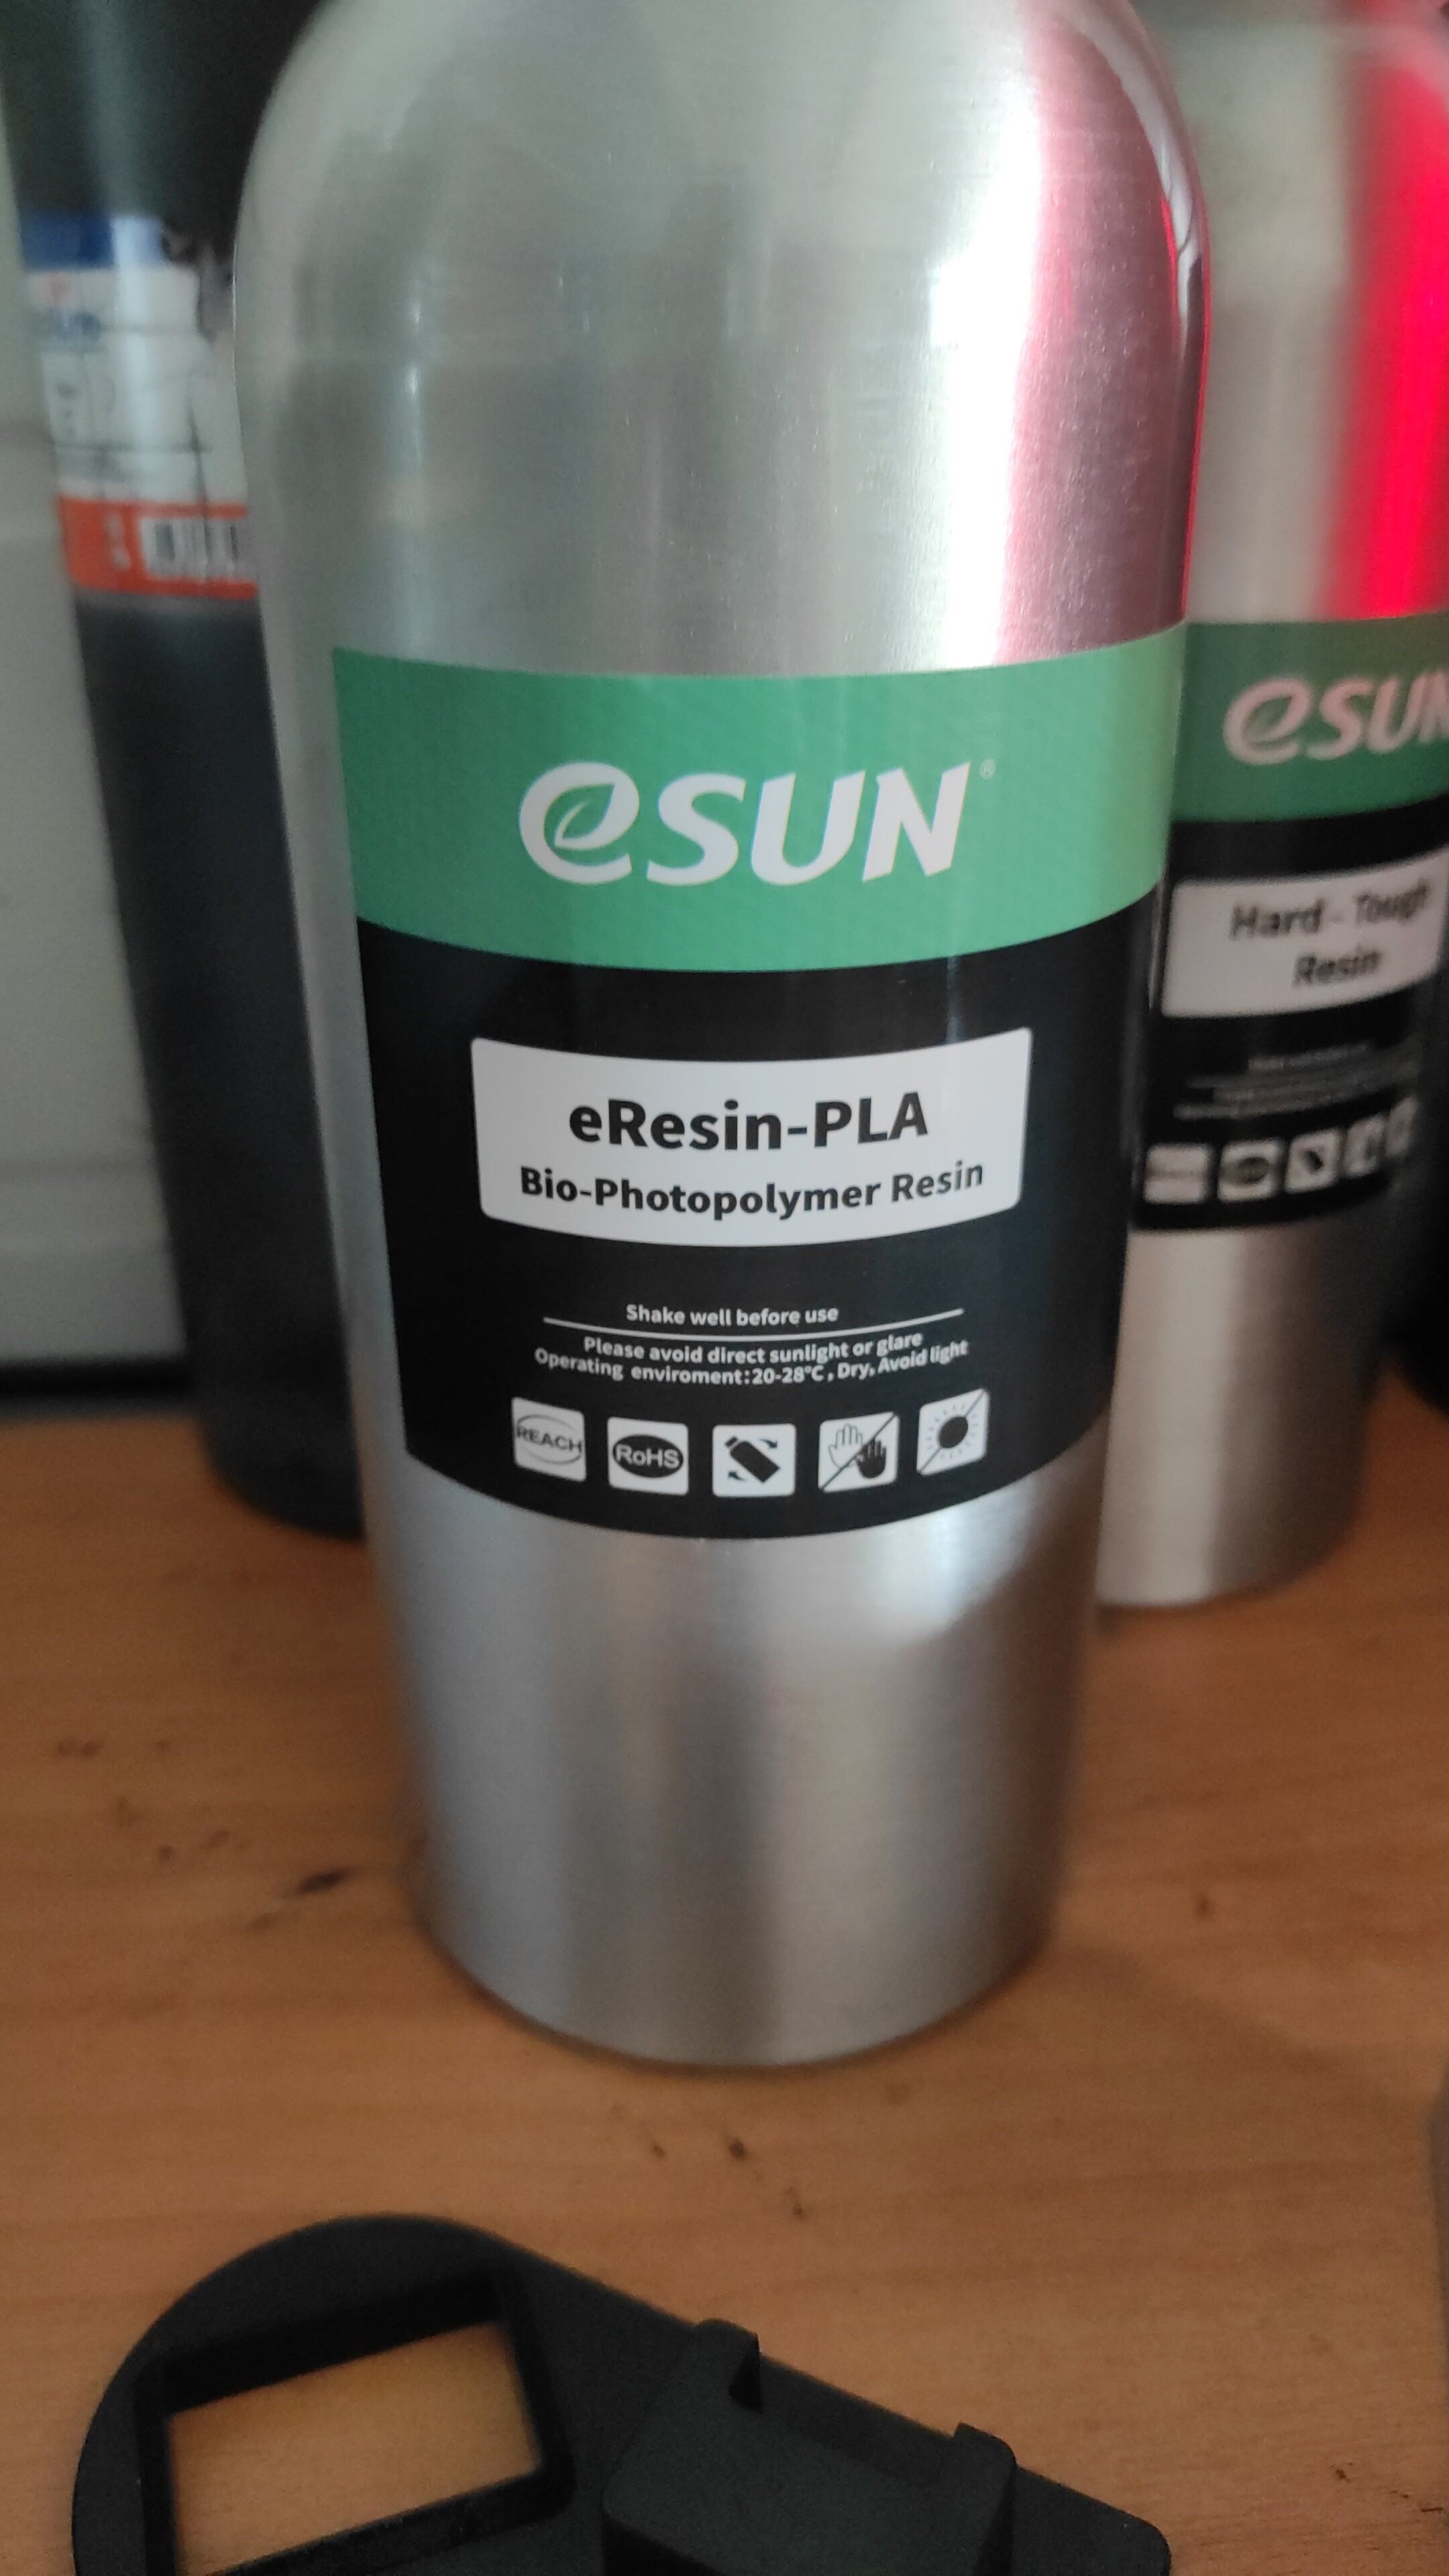 eSUN®
eResin-PLA
Bio-Photopolymer Resin
Shake well before use
Please avoid direct sunlight or glare
Operating enviroment:20-28°C, Dry, Avoid light
REACH
RoHS
eSUN
Hard - Tough
Resin